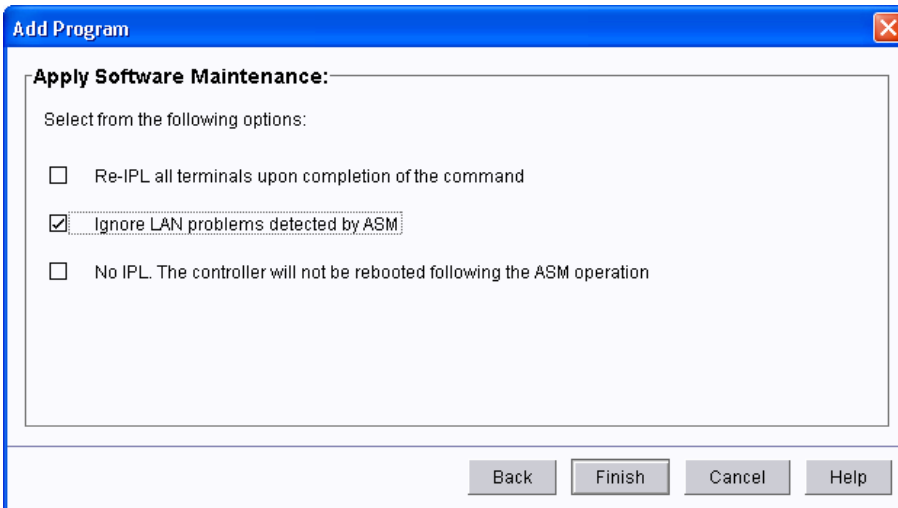 Add Program
Apply Software Maintenance:
Select from the following options:
Re-IPL all terminals upon completion of the command
Ignore LAN problems detected by ASM
No IPL. The controller will not be rebooted following the ASM operation
Back Finish Cancel Help